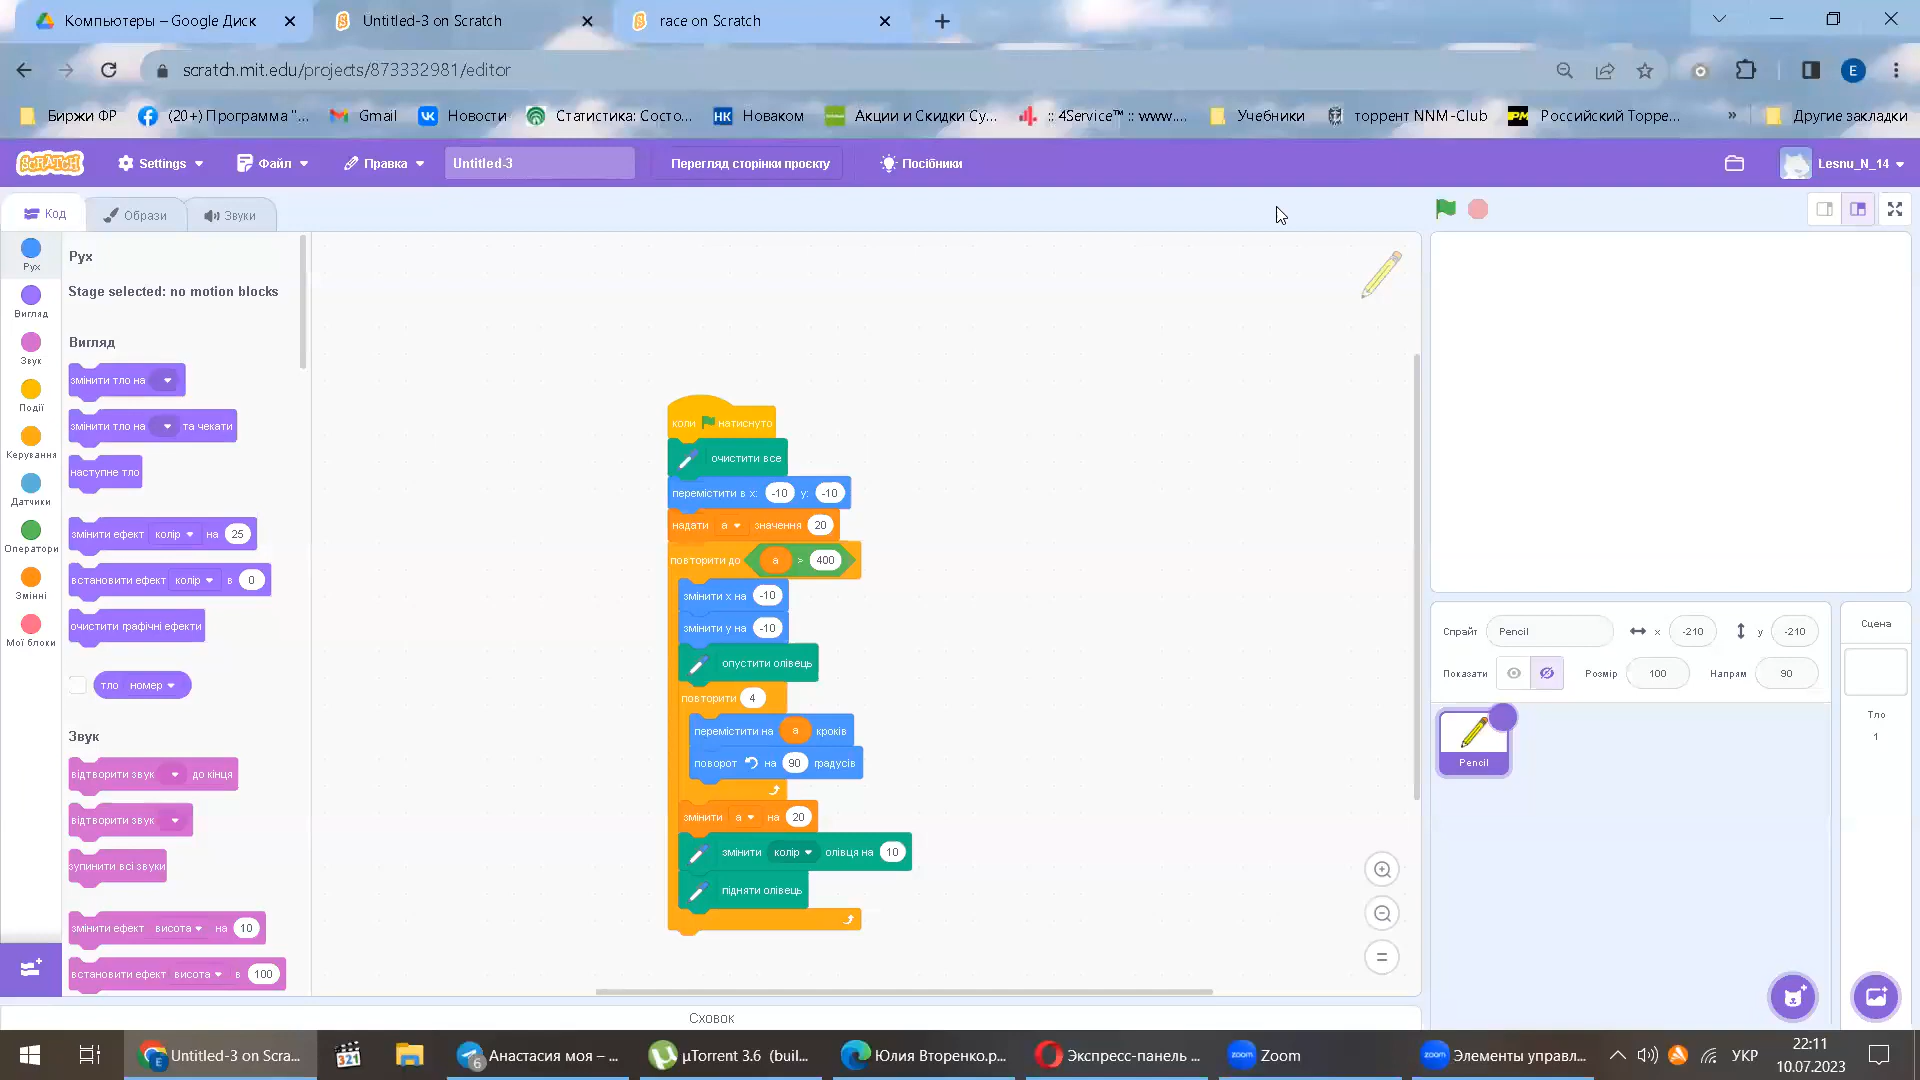 Компьютеры – Google Диск
Untitled-3 on Scratch
race on Scratch
scratch.mit.edu/projects/873332981/editor
Биржи ФР
(20+) Программа "...
Gmail
Новости
Статистика: Состо...
НК Новаком
Акции и Скидки Су...
:: 4Service™ :: www....
Учебники
торрент NNM-Club
Российский Торре...
»
Другие закладки
SCRATCH
Settings
Файл
Правка
Untitled-3
Перегляд сторінки проєкту
Посібники
Lesnu_N_14
Код
Образи
Звуки
Рух
Вигляд
Звук
Події
Керування
Датчики
Оператори
Змінні
Мої блоки
Рух
Stage selected: no motion blocks
Вигляд
змінити тло на
змінити тло на та чекати
наступне тло
змінити ефект колір на 25
встановити ефект колір в 0
очистити графічні ефекти
тло номер
Звук
відтворити звук до кінця
відтворити звук
зупинити всі звуки
змінити ефект висота на 10
встановити ефект висота в 100
коли натиснуто
очистити все
перемістити в x: -10 y: -10
надати a значення 20
повторити до a > 400
змінити x на -10
змінити y на -10
опустити олівець
повторити 4
перемістити на a кроків
поворот на 90 градусів
змінити a на 20
змінити колір олівця на 10
підняти олівець
Сховок
Спрайт Pencil x -210 y -210
Показати Розмір 100 Напрям 90
Pencil
Сцена
Тло
1
Untitled-3 on Scra...
321
6 Анастасия моя – ...
µTorrent 3.6 (buil...
Юлия Вторенко.p...
Экспресс-панель ...
zoom Zoom
zoom Элементы управл...
УКР
22:11
10.07.2023